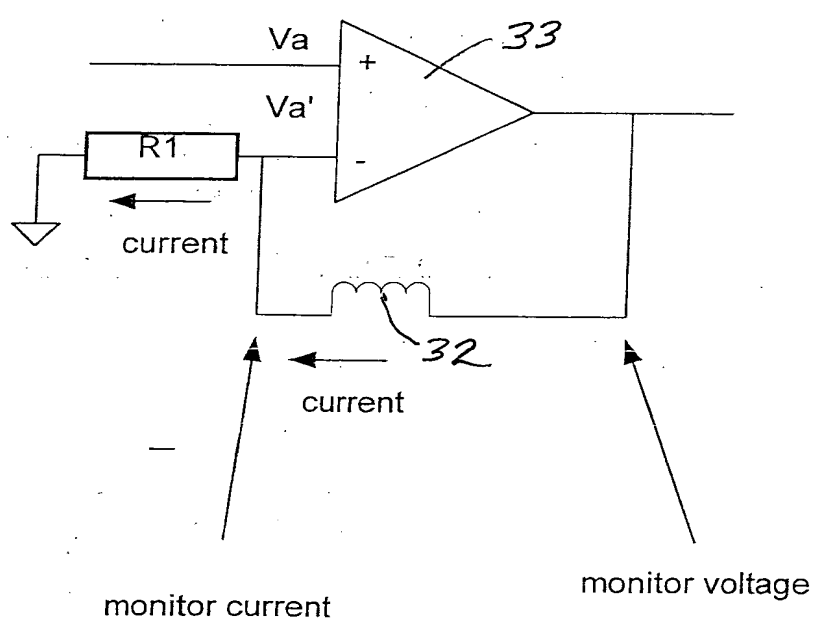 Va
33
+
Va'
R1
-
current
32
current
monitor voltage
monitor current